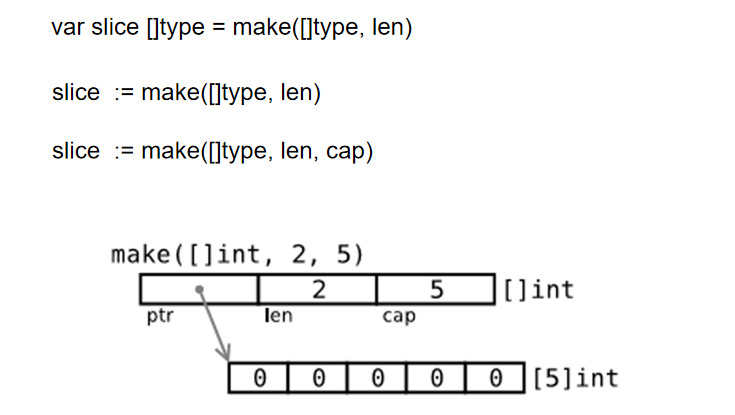 var slice []type = make([]type, len)
slice  := make([]type, len)
slice  := make([]type, len, cap)
make([]int, 2, 5)
2 5 []int
ptr len cap
0 0 0 0 0 [5]int